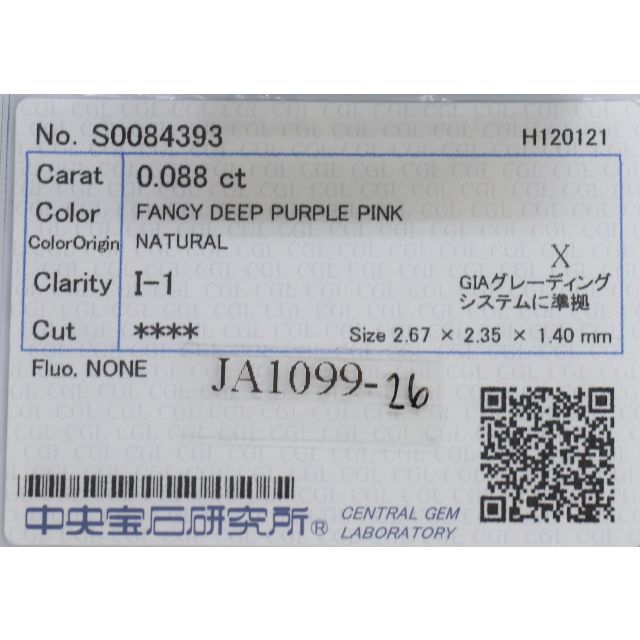 No. S0084393 H120121
Carat 0.088 ct
Color FANCY DEEP PURPLE PINK
ColorOrigin NATURAL
X
Clarity I-1 GIAグレーディング
システムに準拠
Cut **** Size 2.67 × 2.35 × 1.40 mm
Fluo. NONE
JA1099-26
中央宝石研究所® CENTRAL GEM
LABORATORY